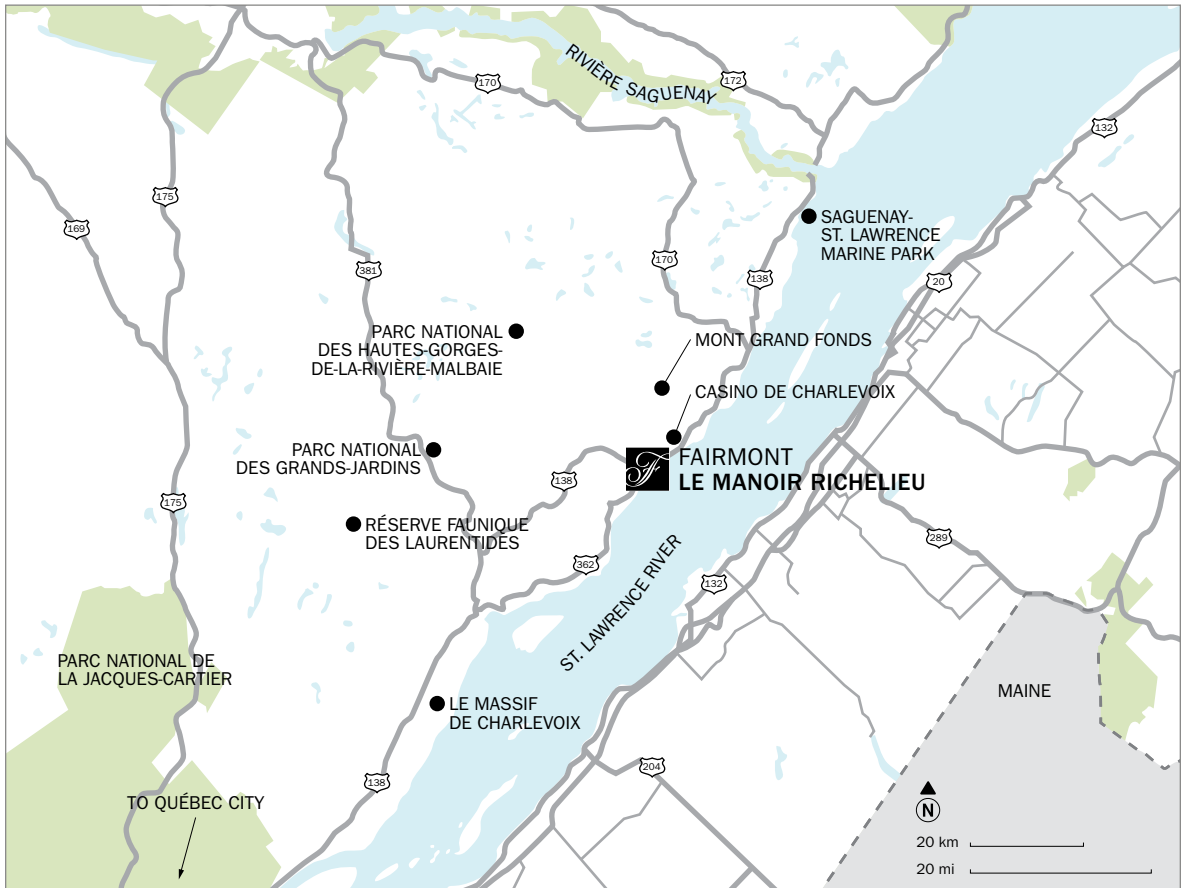 RIVIÈRE SAGUENAY
172
170
132
175
169
SAGUENAY-
ST. LAWRENCE
MARINE PARK
170
381
138
20
PARC NATIONAL
DES HAUTES-GORGES-
DE-LA-RIVIÈRE-MALBAIE
MONT GRAND FONDS
CASINO DE CHARLEVOIX
PARC NATIONAL
DES GRANDS-JARDINS
F
FAIRMONT
LE MANOIR RICHELIEU
138
175
RÉSERVE FAUNIQUE
DES LAURENTIDES
289
362
132
ST. LAWRENCE RIVER
PARC NATIONAL DE
LA JACQUES-CARTIER
MAINE
LE MASSIF
DE CHARLEVOIX
204
138
TO QUÉBEC CITY
N
20 km
20 mi